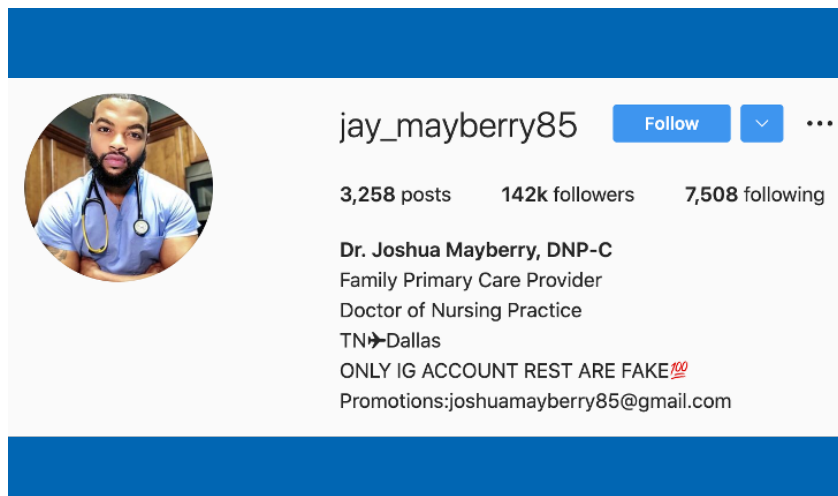 jay_mayberry85 Follow
3,258 posts 142k followers 7,508 following
Dr. Joshua Mayberry, DNP-C
Family Primary Care Provider
Doctor of Nursing Practice
TN✈Dallas
ONLY IG ACCOUNT REST ARE FAKE💯
Promotions:joshuamayberry85@gmail.com